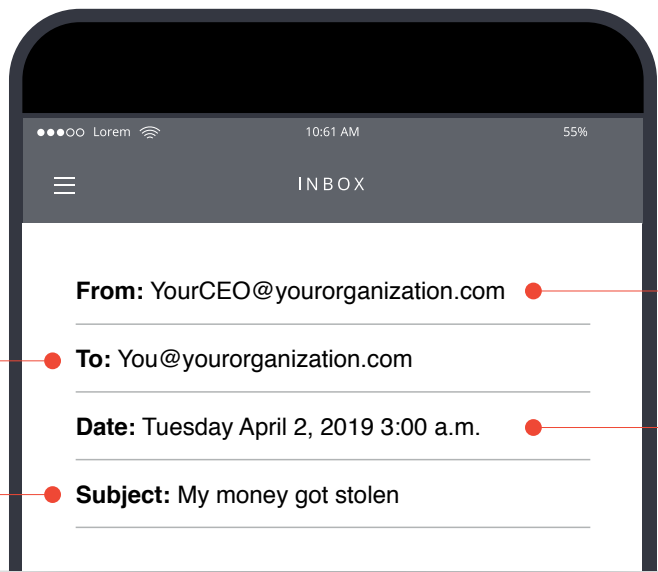 ●●●○○ Lorem 10:61 AM 55%
INBOX
From: YourCEO@yourorganization.com
To: You@yourorganization.com
Date: Tuesday April 2, 2019 3:00 a.m.
Subject: My money got stolen